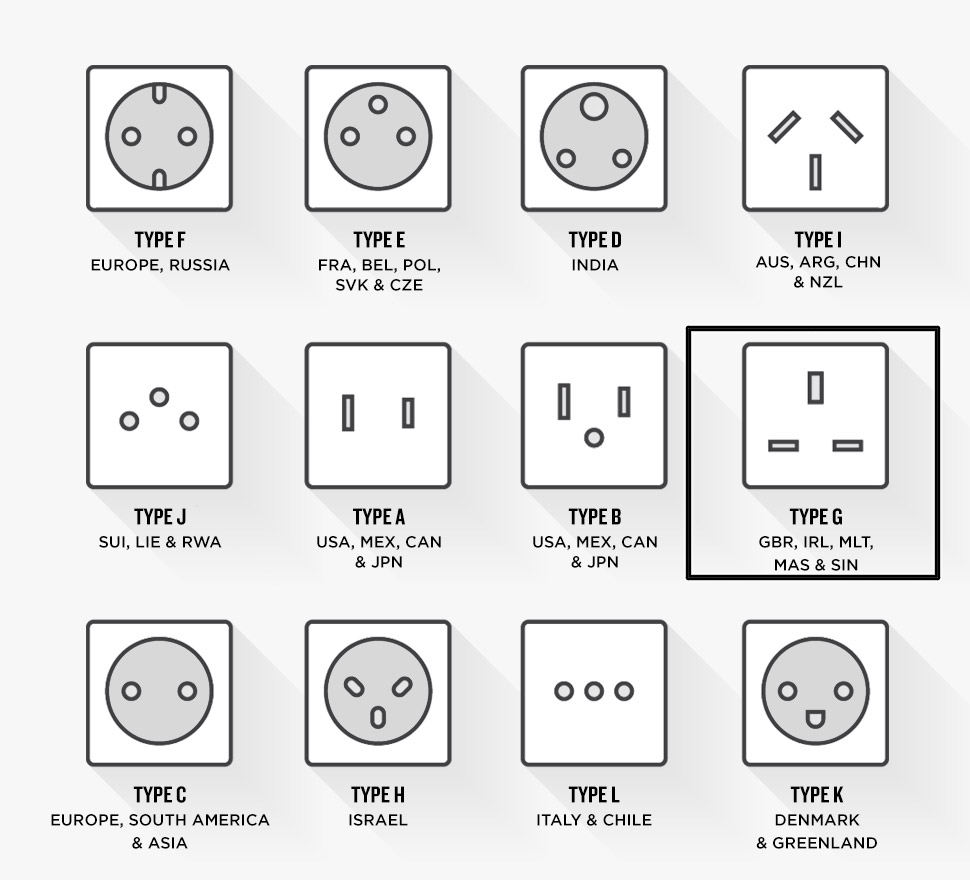 TYPE F
EUROPE, RUSSIA
TYPE E
FRA, BEL, POL,
SVK & CZE
TYPE D
INDIA
TYPE I
AUS, ARG, CHN
& NZL
TYPE J
SUI, LIE & RWA
TYPE A
USA, MEX, CAN
& JPN
TYPE B
USA, MEX, CAN
& JPN
TYPE G
GBR, IRL, MLT,
MAS & SIN
TYPE C
EUROPE, SOUTH AMERICA
& ASIA
TYPE H
ISRAEL
TYPE L
ITALY & CHILE
TYPE K
DENMARK
& GREENLAND